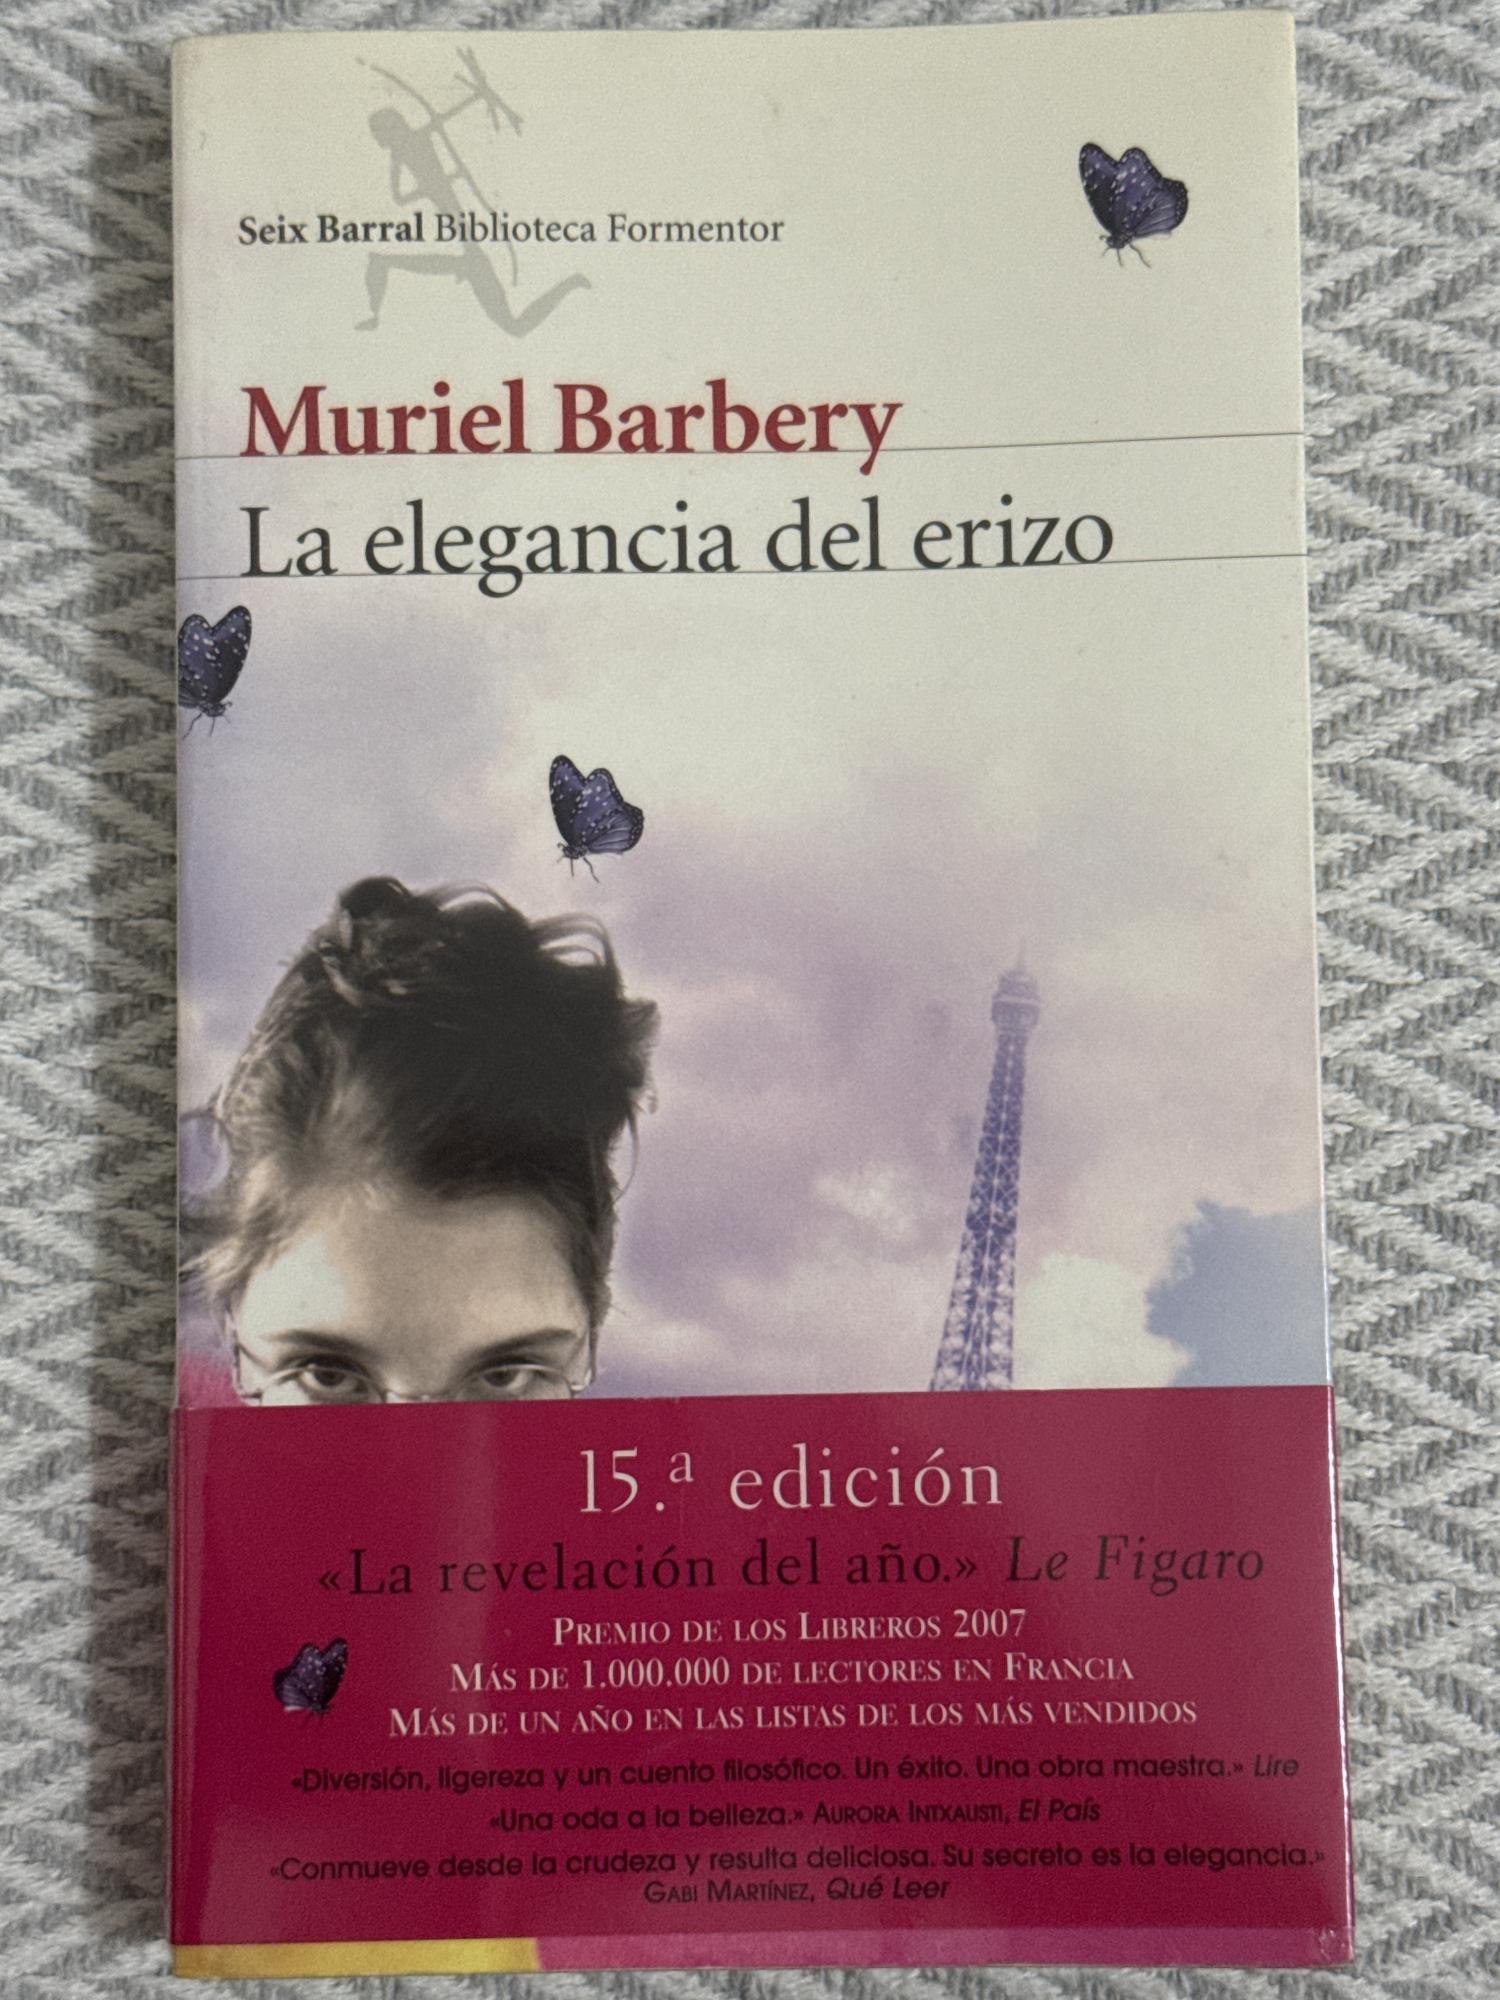 Seix Barral Biblioteca Formentor
Muriel Barbery
La elegancia del erizo
15.ª edición
«La revelación del año.» Le Figaro
PREMIO DE LOS LIBREROS 2007
MÁS DE 1.000.000 DE LECTORES EN FRANCIA
MÁS DE UN AÑO EN LAS LISTAS DE LOS MÁS VENDIDOS
«Diversión, ligereza y un cuento filosófico. Un éxito. Una obra maestra.» Lire
«Una oda a la belleza.» AURORA INTXAUSTI, El País
«Conmueve desde la crudeza y resulta deliciosa. Su secreto es la elegancia.»
GABI MARTÍNEZ, Qué Leer